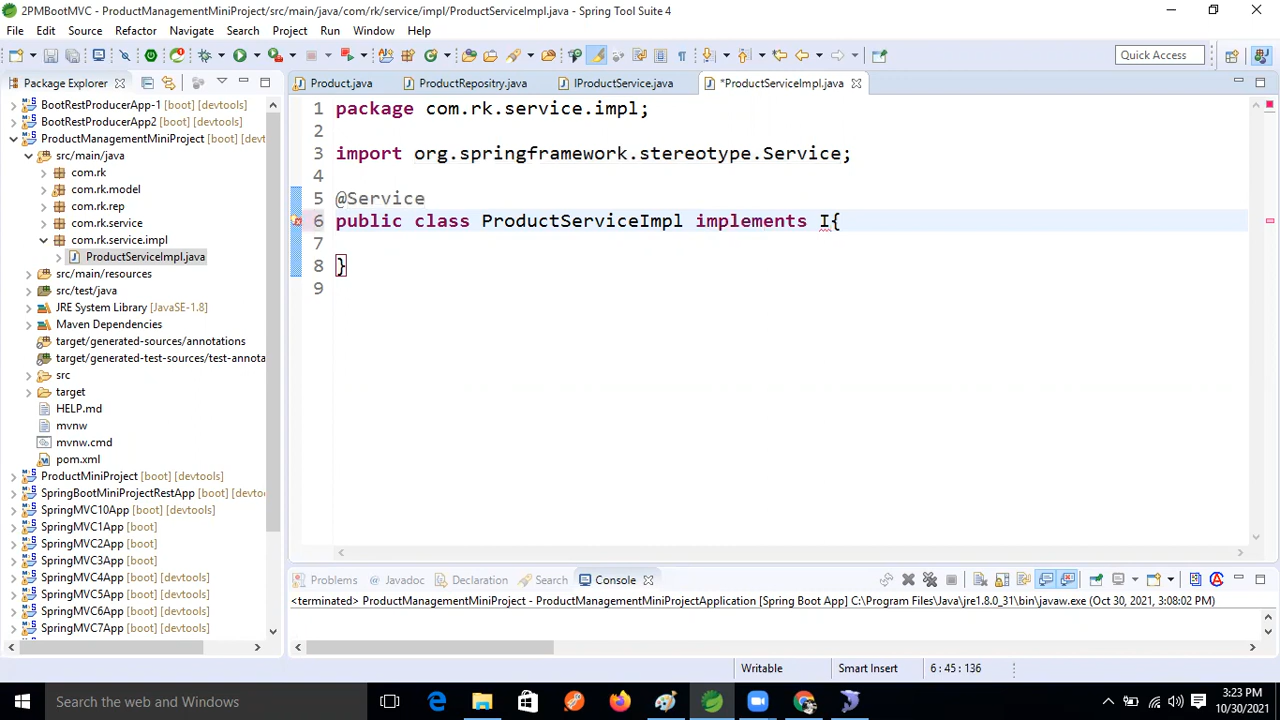 2PMBootMVC - ProductManagementMiniProject/src/main/java/com/rk/service/impl/ProductServiceImpl.java - Spring Tool Suite 4
File Edit Source Refactor Navigate Search Project Run Window Help
Quick Access
Package Explorer
Product.java ProductRepositry.java IProductService.java *ProductServiceImpl.java
BootRestProducerApp-1 [boot] [devtools]
BootRestProducerApp2 [boot] [devtools]
ProductManagementMiniProject [boot] [devt
src/main/java
com.rk
com.rk.model
com.rk.rep
com.rk.service
com.rk.service.impl
ProductServiceImpl.java
src/main/resources
src/test/java
JRE System Library [JavaSE-1.8]
Maven Dependencies
target/generated-sources/annotations
target/generated-test-sources/test-annota
src
target
HELP.md
mvnw
mvnw.cmd
pom.xml
ProductMiniProject [boot] [devtools]
SpringBootMiniProjectRestApp [boot] [devto
SpringMVC10App [boot] [devtools]
SpringMVC1App [boot]
SpringMVC2App [boot]
SpringMVC3App [boot]
SpringMVC4App [boot] [devtools]
SpringMVC5App [boot] [devtools]
SpringMVC6App [boot] [devtools]
SpringMVC7App [boot] [devtools]
1 package com.rk.service.impl;
2
3 import org.springframework.stereotype.Service;
4
5 @Service
6 public class ProductServiceImpl implements I{
7
8 }
9
Problems Javadoc Declaration Search Console
<terminated> ProductManagementMiniProject - ProductManagementMiniProjectApplication [Spring Boot App] C:\Program Files\Java\jre1.8.0_31\bin\javaw.exe (Oct 30, 2021, 3:08:02 PM)
Writable Smart Insert 6 : 45 : 136
Search the web and Windows
3:23 PM
10/30/2021